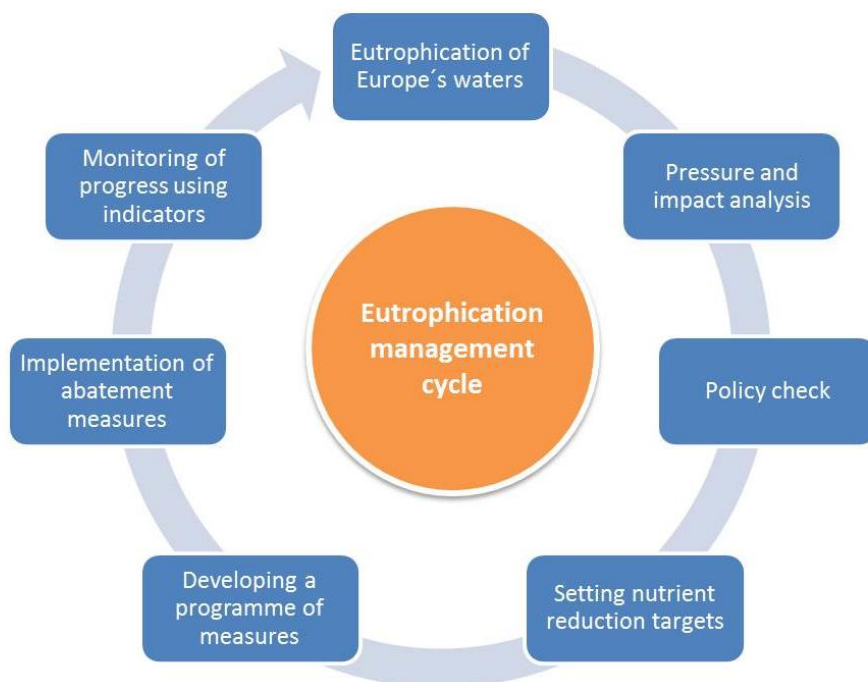 Eutrophication of
Europe´s waters
Pressure and
impact analysis
Policy check
Setting nutrient
reduction targets
Developing a
programme of
measures
Implementation of
abatement
measures
Monitoring of
progress using
indicators
Eutrophication
management
cycle